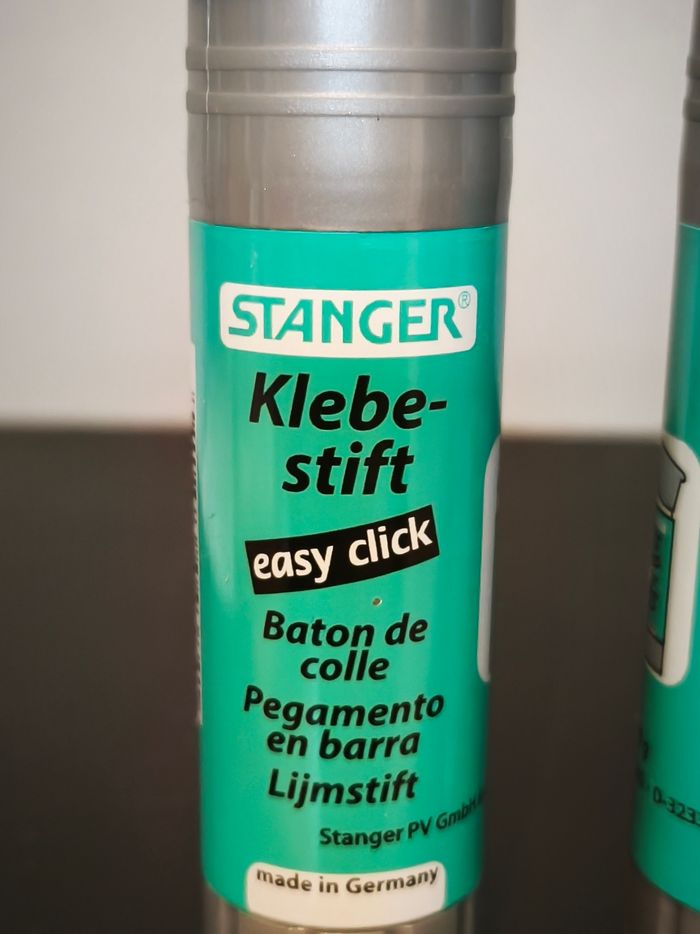 STANGER®
Klebe-
stift
easy click
Baton de
colle
Pegamento
en barra
Lijmstift
Stanger PV GmbH
made in Germany